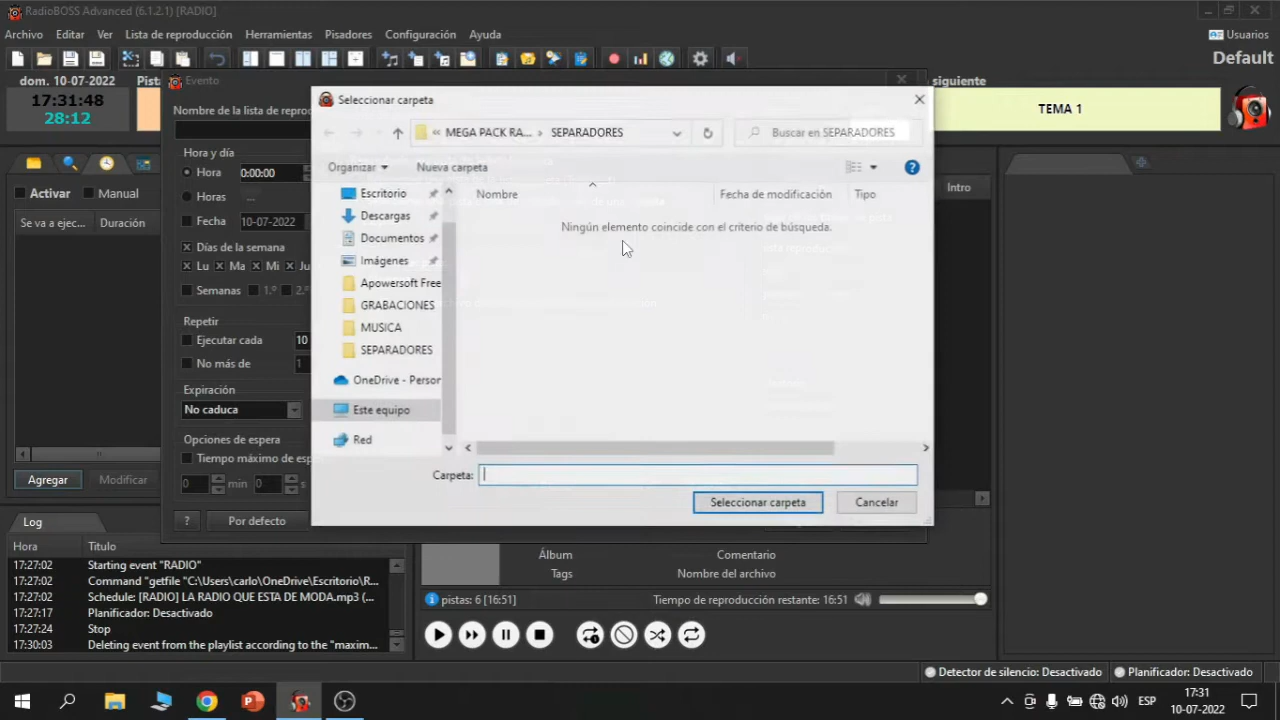 RadioBOSS Advanced (6.1.2.1) [RADIO]
Archivo Editar Ver Lista de reproducción Herramientas Pisadores Configuración Ayuda
Usuarios
Default
dom. 10-07-2022
17:31:48
28:12
siguiente
TEMA 1
Evento
Nombre de la lista de repro
Hora y día
Hora 0:00:00
Horas
Fecha 10-07-2022
Días de la semana
Lu Ma Mi Ju
Semanas 1.º 2.º
Repetir
Ejecutar cada 10
No más de 1
Expiración
No caduca
Opciones de espera
Tiempo máximo de esp
0 min 0 s
? Por defecto
Activar Manual
Se va a ejec... Duración
Agregar Modificar
Seleccionar carpeta
« MEGA PACK RA... › SEPARADORES
Buscar en SEPARADORES
Organizar Nueva carpeta
Nombre Fecha de modificación Tipo
Ningún elemento coincide con el criterio de búsqueda.
Escritorio
Descargas
Documentos
Imágenes
Apowersoft Free
GRABACIONES
MUSICA
SEPARADORES
OneDrive - Person
Este equipo
Red
Carpeta:
Seleccionar carpeta Cancelar
Intro
Log
Hora Titulo
17:27:02 Starting event "RADIO"
17:27:02 Command "getfile "C:\Users\carlo\OneDrive\Escritorio\R...
17:27:02 Schedule: [RADIO] LA RADIO QUE ESTA DE MODA.mp3 (...
17:27:17 Planificador: Desactivado
17:27:24 Stop
17:30:03 Deleting event from the playlist according to the "maxim...
Álbum Comentario
Tags Nombre del archivo
pistas: 6 [16:51] Tiempo de reproducción restante: 16:51
Detector de silencio: Desactivado Planificador: Desactivado
ESP
17:31
10-07-2022